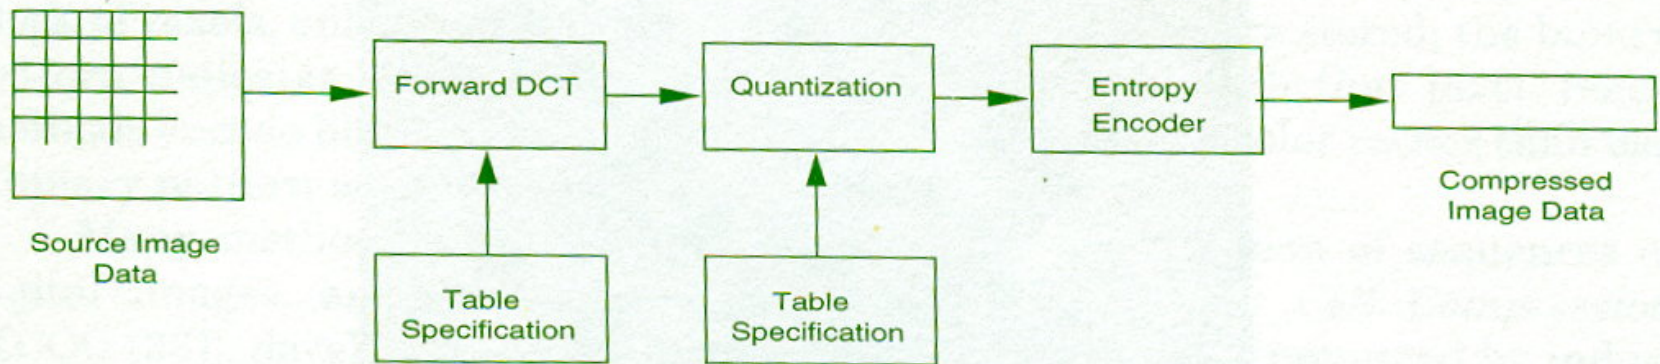 Forward DCT
Quantization
Entropy
Encoder
Source Image
Data
Table
Specification
Table
Specification
Compressed
Image Data